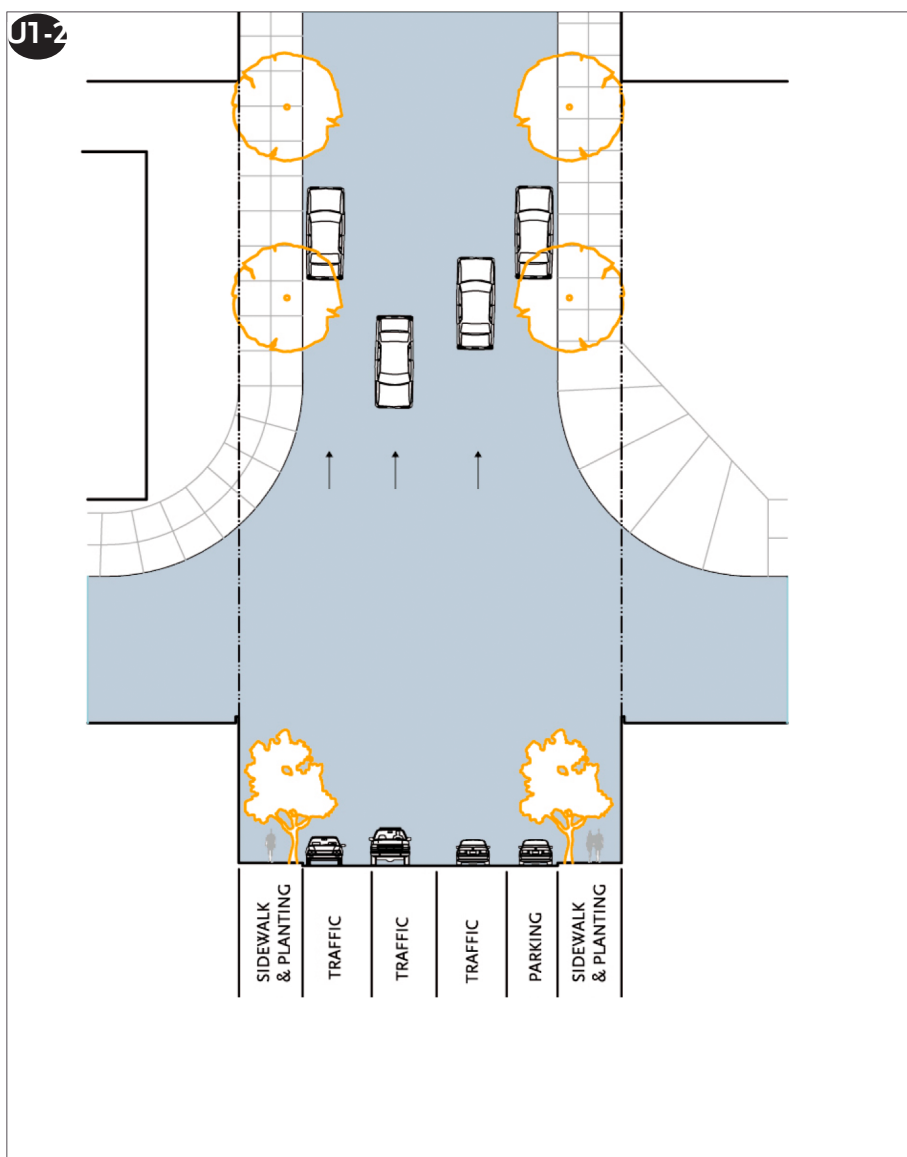 U1-2
SIDEWALK
& PLANTING
TRAFFIC
TRAFFIC
TRAFFIC
PARKING
SIDEWALK
& PLANTING